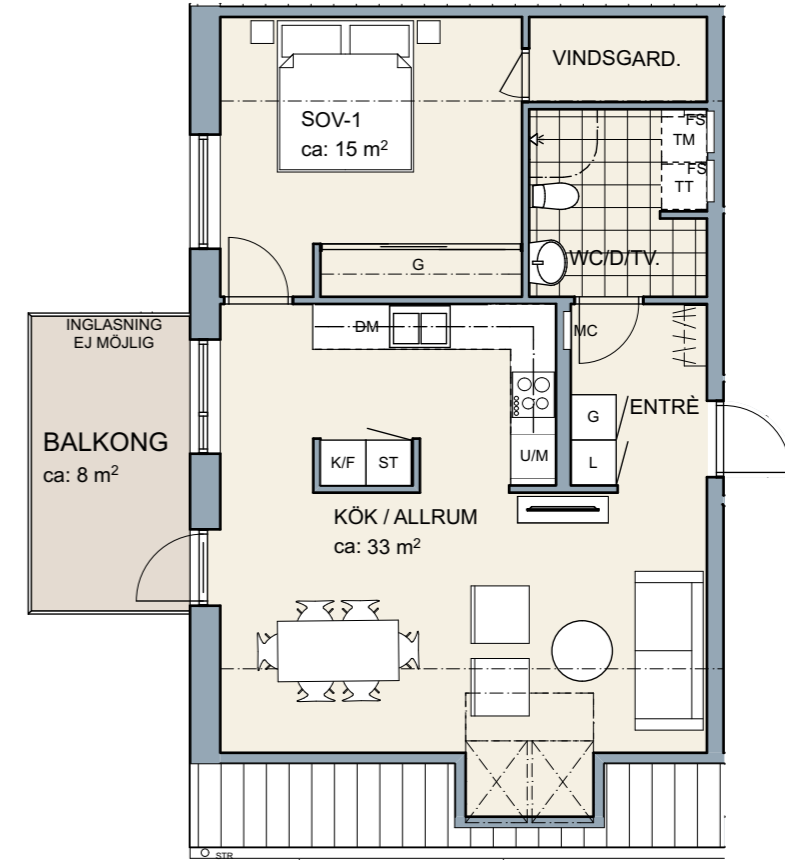 VINDSGARD.
SOV-1
ca: 15 m²
FS
TM
FS
TT
WC/D/TV.
G
INGLASNING
EJ MÖJLIG
DM
MC
BALKONG
ca: 8 m²
G
ENTRÈ
K/F
ST
U/M
L
KÖK / ALLRUM
ca: 33 m²
STR